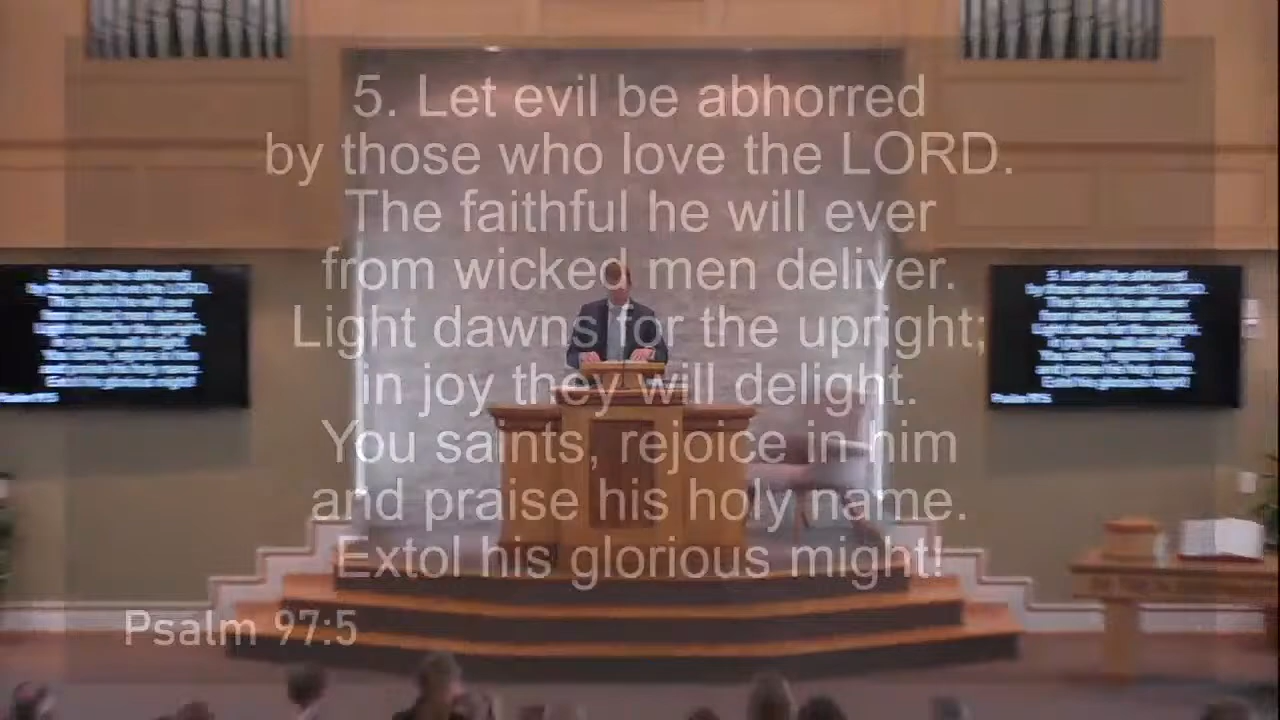 5. Let evil be abhorred
by those who love the LORD.
The faithful he will ever
from wicked men deliver.
Light dawns for the upright;
in joy they will delight.
You saints, rejoice in him
and praise his holy name.
Extol his glorious might!
Psalm 97:5